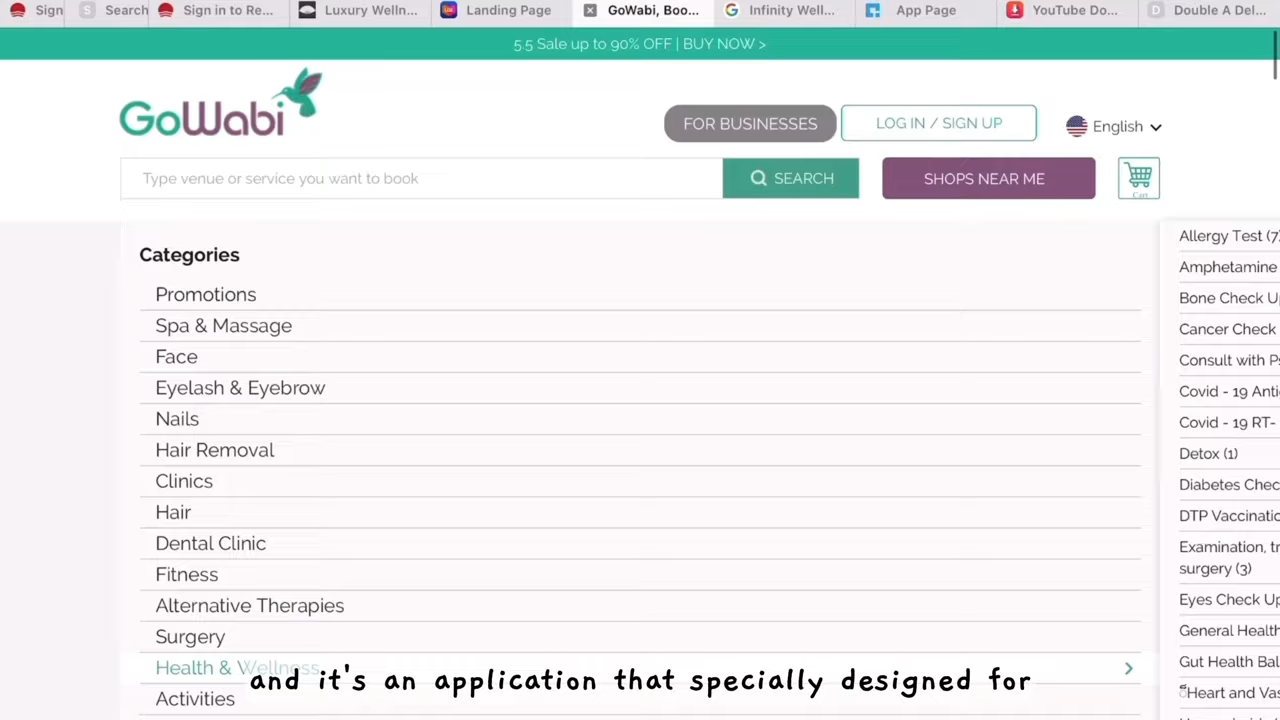 Sign
Search
Sign in to Re...
Luxury Welln...
Landing Page
GoWabi, Boo...
Infinity Well...
App Page
YouTube Do...
Double A Del...
5 5 Sale up to 90% OFF | BUY NOW >
GoWabi
FOR BUSINESSES
LOG IN / SIGN UP
English
Type venue or service you want to book
SEARCH
SHOPS NEAR ME
Cart
Categories
Promotions
Spa & Massage
Face
Eyelash & Eyebrow
Nails
Hair Removal
Clinics
Hair
Dental Clinic
Fitness
Alternative Therapies
Surgery
Health & Wellness
Activities
Allergy Test (7)
Amphetamine
Bone Check U
Cancer Check
Consult with P
Covid - 19 Anti
Covid - 19 RT-
Detox (1)
Diabetes Chec
DTP Vaccinatio
Examination, tr
surgery (3)
Eyes Check Up
General Health
Gut Health Bal
Heart and Vas
and it's an application that specially designed for